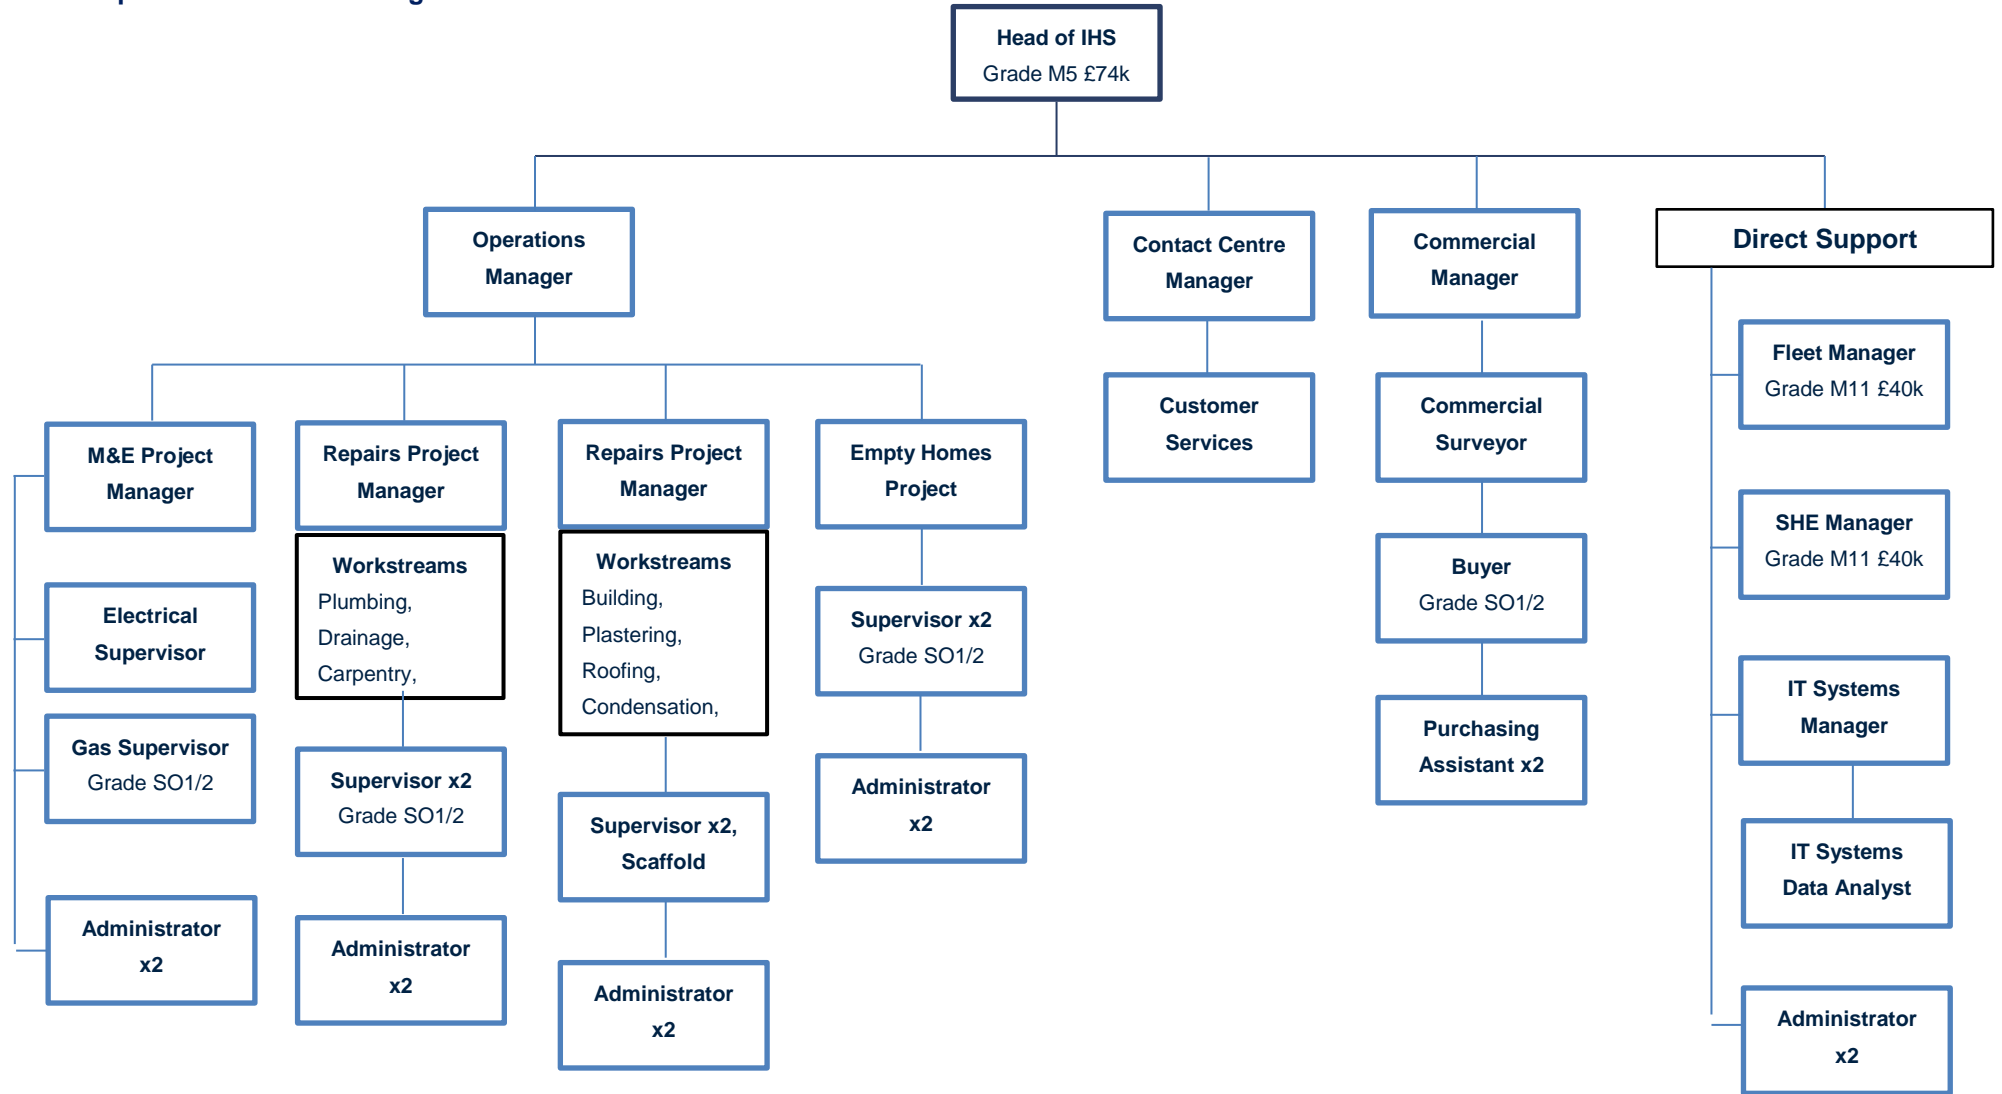 Head of IHS
Grade M5 £74k
Operations
Manager
Contact Centre
Manager
Commercial
Manager
Direct Support
M&E Project
Manager
Electrical
Supervisor
Gas Supervisor
Grade SO1/2
Administrator
x2
Repairs Project
Manager
Workstreams
Plumbing,
Drainage,
Carpentry,
Supervisor x2
Grade SO1/2
Administrator
x2
Repairs Project
Manager
Workstreams
Building,
Plastering,
Roofing,
Condensation,
Supervisor x2,
Scaffold
Administrator
x2
Empty Homes
Project
Supervisor x2
Grade SO1/2
Administrator
x2
Customer
Services
Commercial
Surveyor
Buyer
Grade SO1/2
Purchasing
Assistant x2
Fleet Manager
Grade M11 £40k
SHE Manager
Grade M11 £40k
IT Systems
Manager
IT Systems
Data Analyst
Administrator
x2